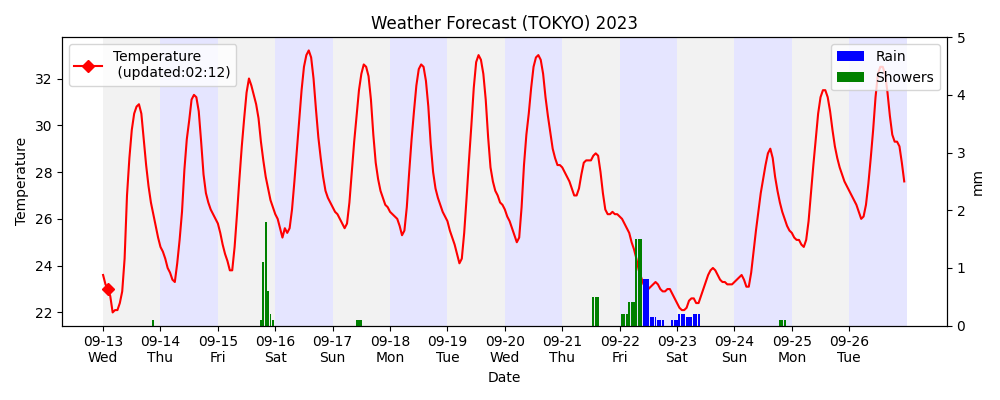 Weather Forecast (TOKYO) 2023
Temperature
(updated:02:12)
Rain
Showers
Temperature
32
30
28
26
24
22
5
4
3
2
1
0
mm
09-13 09-14 09-15 09-16 09-17 09-18 09-19 09-20 09-21 09-22 09-23 09-24 09-25 09-26
Wed Thu Fri Sat Sun Mon Tue Wed Thu Fri Sat Sun Mon Tue
Date